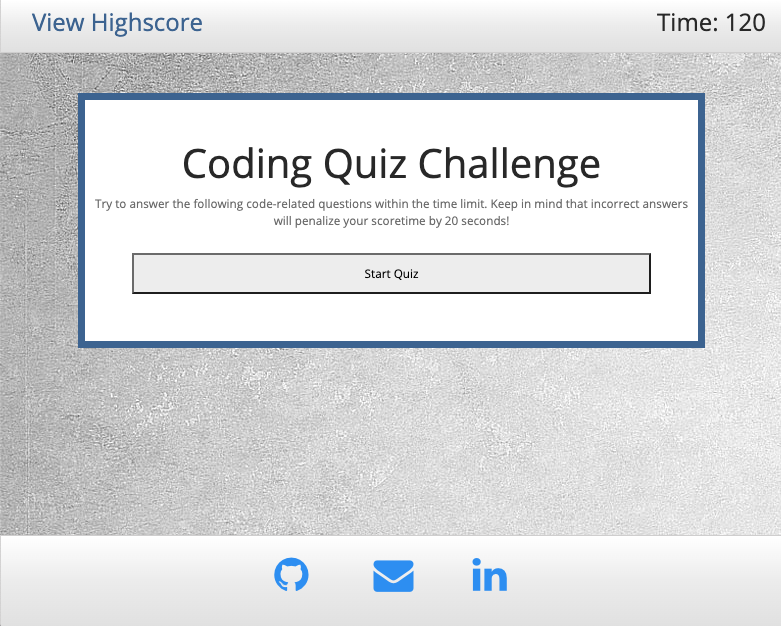 View Highscore
Time: 120
Coding Quiz Challenge
Try to answer the following code-related questions within the time limit. Keep in mind that incorrect answers
will penalize your scoretime by 20 seconds!
Start Quiz
in